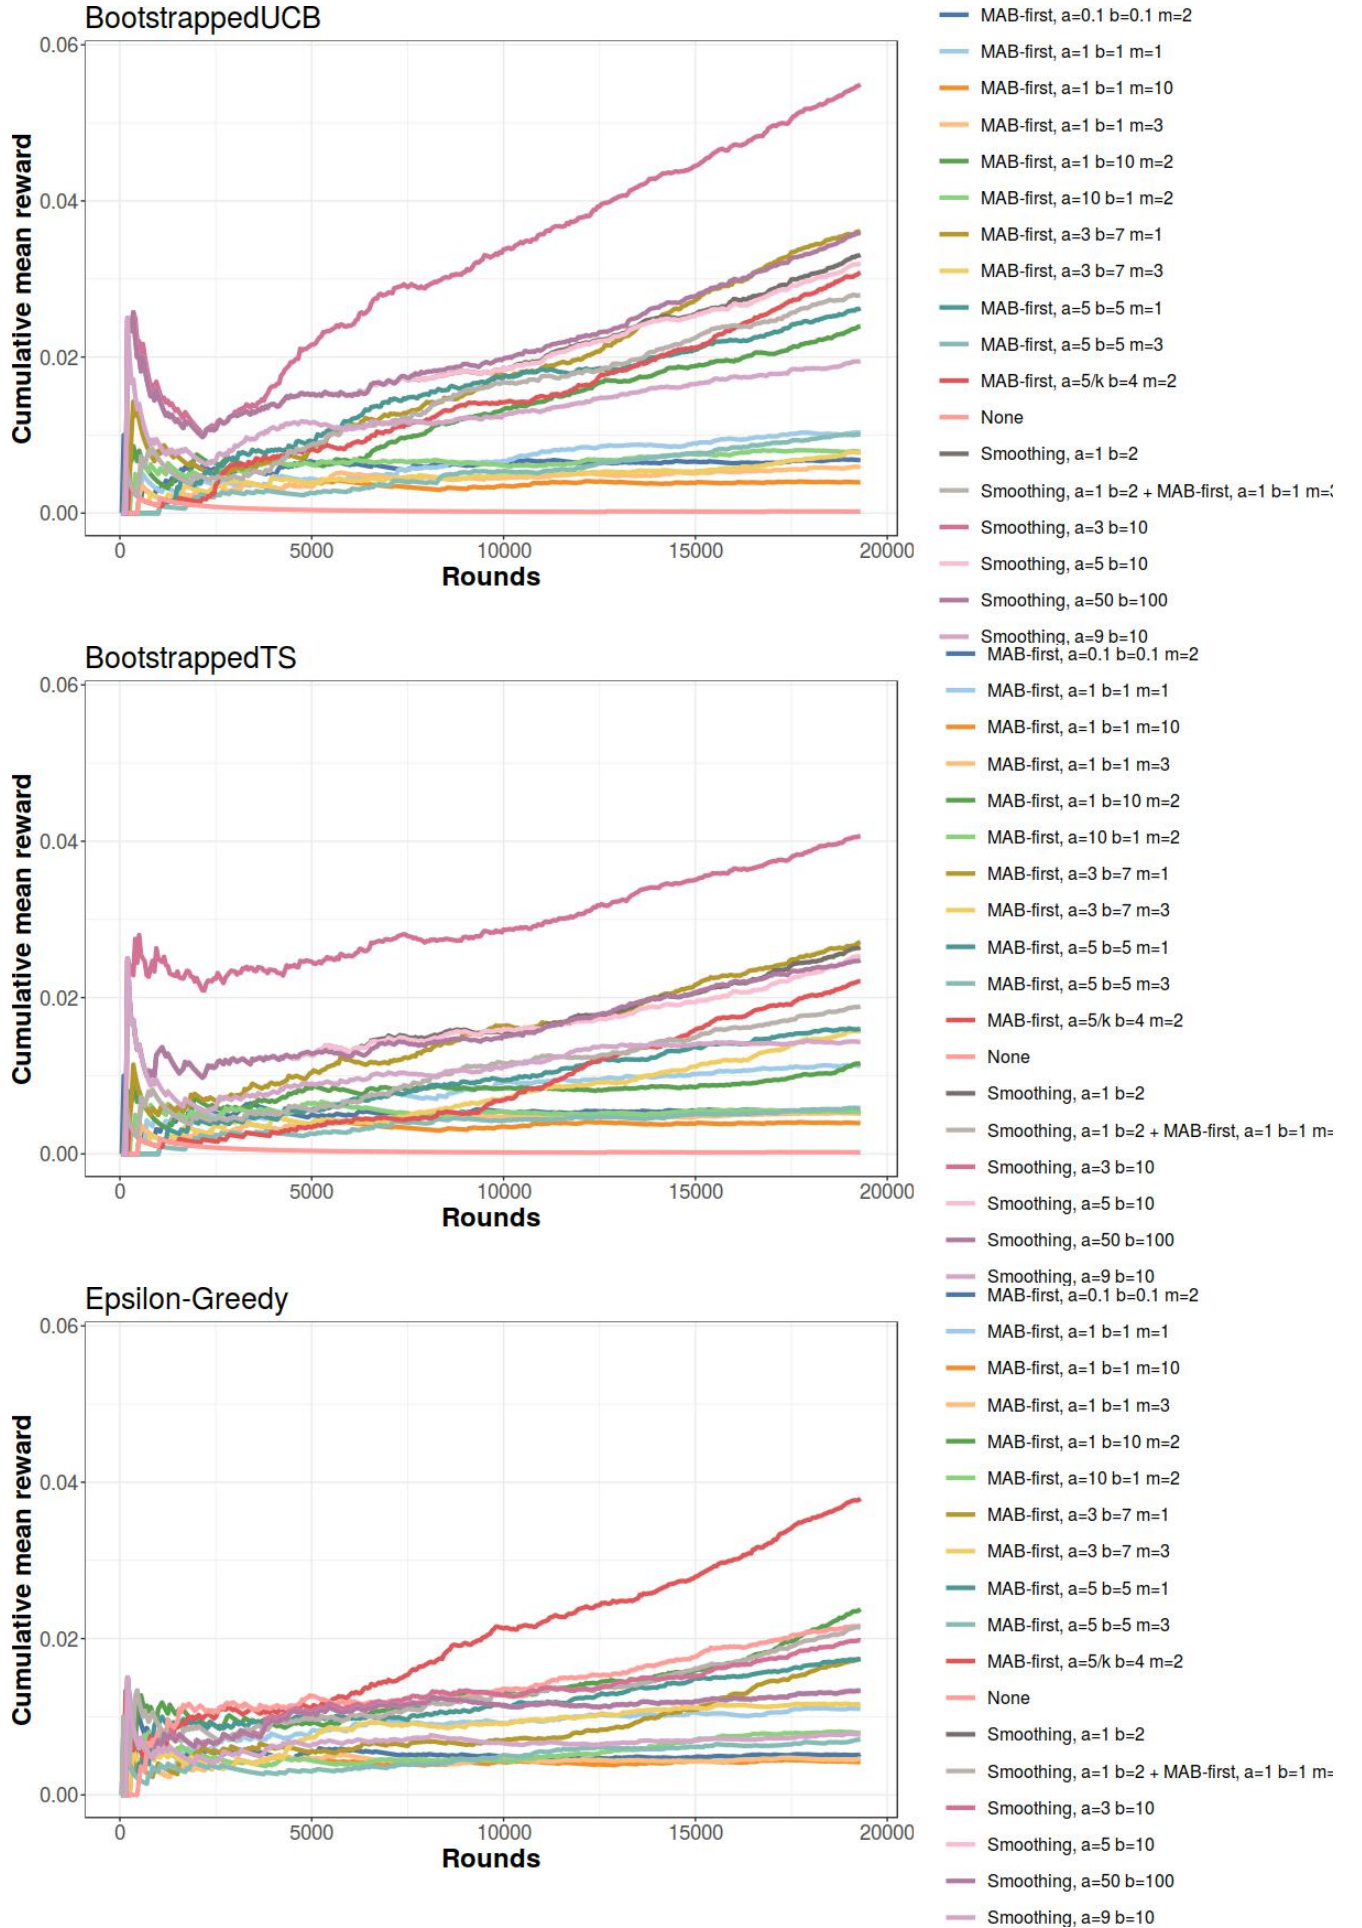 BootstrappedUCB
0.06
0.04
0.02
0.00
Cumulative mean reward
0
5000
10000
15000
20000
Rounds
MAB-first, a=0.1 b=0.1 m=2
MAB-first, a=1 b=1 m=1
MAB-first, a=1 b=1 m=10
MAB-first, a=1 b=1 m=3
MAB-first, a=1 b=10 m=2
MAB-first, a=10 b=1 m=2
MAB-first, a=3 b=7 m=1
MAB-first, a=3 b=7 m=3
MAB-first, a=5 b=5 m=1
MAB-first, a=5 b=5 m=3
MAB-first, a=5/k b=4 m=2
None
Smoothing, a=1 b=2
Smoothing, a=1 b=2 + MAB-first, a=1 b=1 m=3
Smoothing, a=3 b=10
Smoothing, a=5 b=10
Smoothing, a=50 b=100
Smoothing, a=9 b=10
BootstrappedTS
0.06
0.04
0.02
0.00
Cumulative mean reward
0
5000
10000
15000
20000
Rounds
MAB-first, a=0.1 b=0.1 m=2
MAB-first, a=1 b=1 m=1
MAB-first, a=1 b=1 m=10
MAB-first, a=1 b=1 m=3
MAB-first, a=1 b=10 m=2
MAB-first, a=10 b=1 m=2
MAB-first, a=3 b=7 m=1
MAB-first, a=3 b=7 m=3
MAB-first, a=5 b=5 m=1
MAB-first, a=5 b=5 m=3
MAB-first, a=5/k b=4 m=2
None
Smoothing, a=1 b=2
Smoothing, a=1 b=2 + MAB-first, a=1 b=1 m=
Smoothing, a=3 b=10
Smoothing, a=5 b=10
Smoothing, a=50 b=100
Smoothing, a=9 b=10
Epsilon-Greedy
0.06
0.04
0.02
0.00
Cumulative mean reward
0
5000
10000
15000
20000
Rounds
MAB-first, a=0.1 b=0.1 m=2
MAB-first, a=1 b=1 m=1
MAB-first, a=1 b=1 m=10
MAB-first, a=1 b=1 m=3
MAB-first, a=1 b=10 m=2
MAB-first, a=10 b=1 m=2
MAB-first, a=3 b=7 m=1
MAB-first, a=3 b=7 m=3
MAB-first, a=5 b=5 m=1
MAB-first, a=5 b=5 m=3
MAB-first, a=5/k b=4 m=2
None
Smoothing, a=1 b=2
Smoothing, a=1 b=2 + MAB-first, a=1 b=1 m=
Smoothing, a=3 b=10
Smoothing, a=5 b=10
Smoothing, a=50 b=100
Smoothing, a=9 b=10